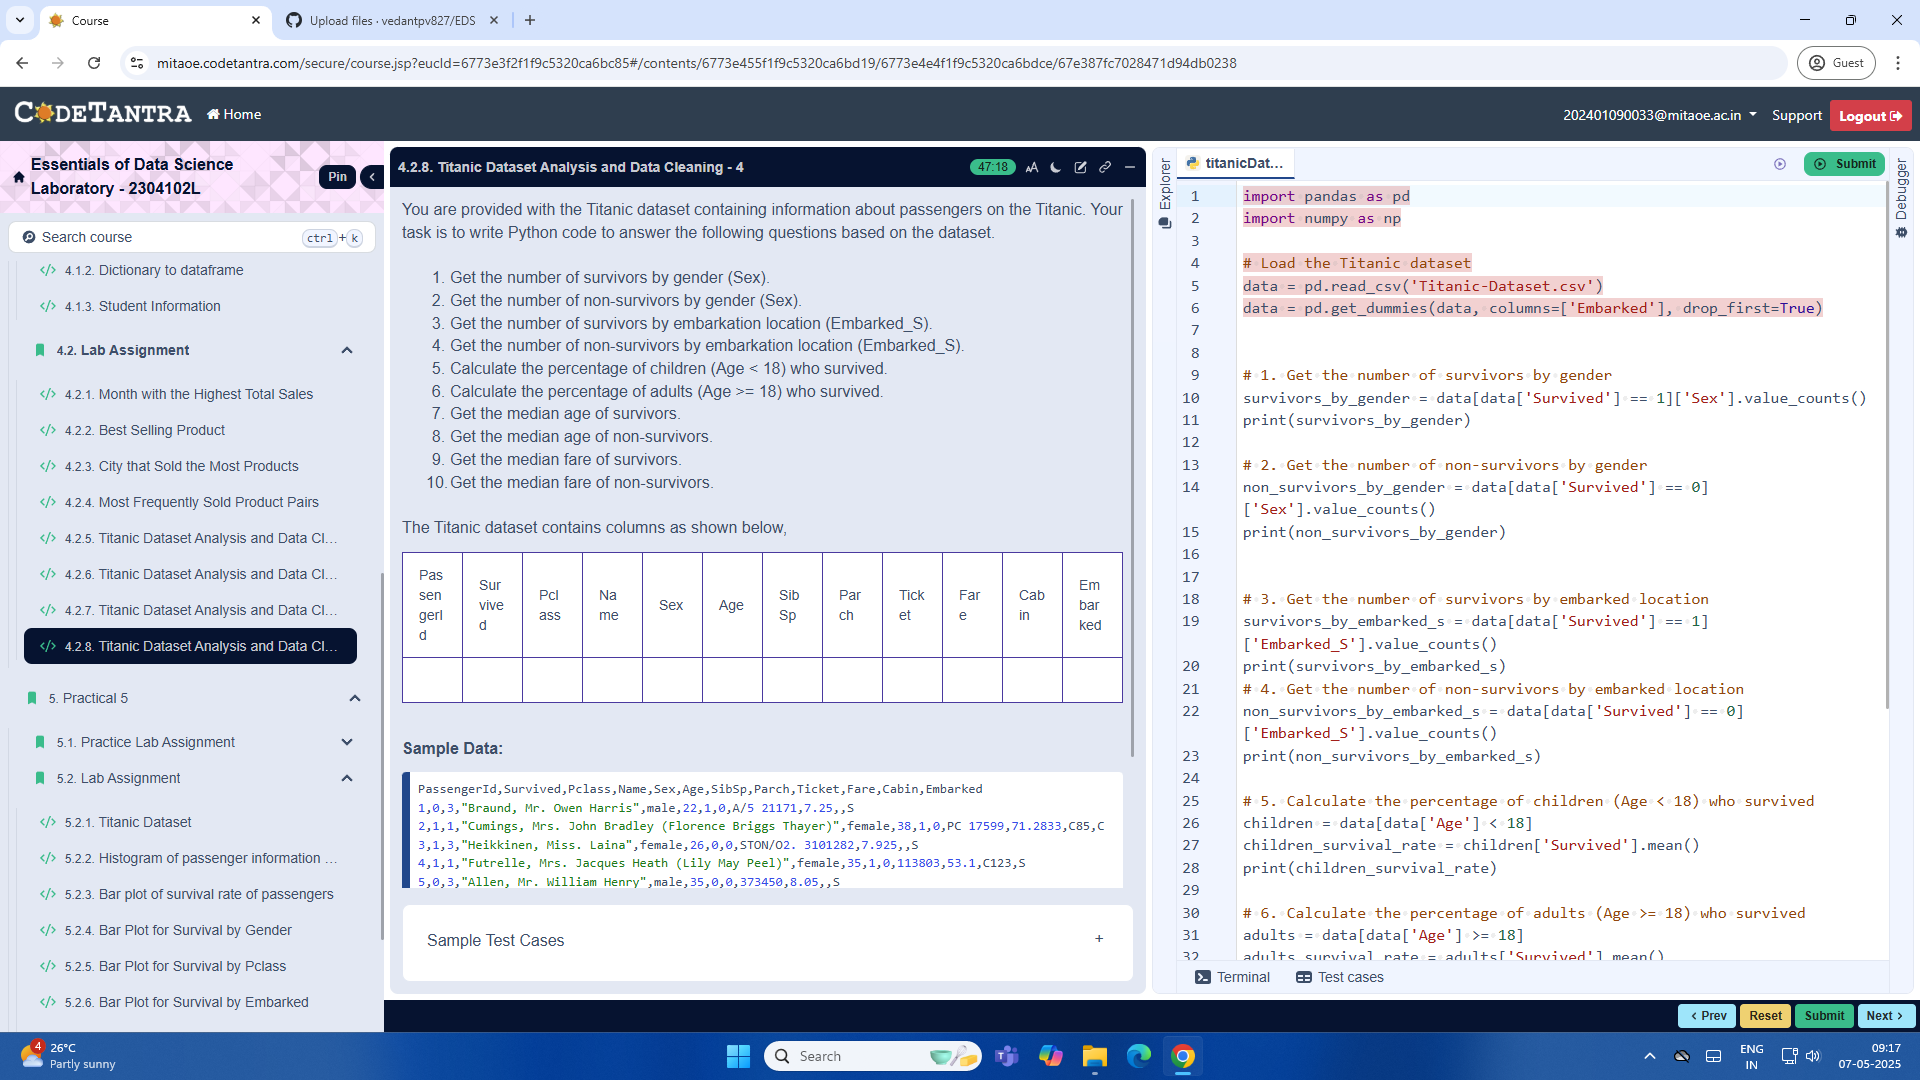 Course
Upload files · vedantpv827/EDS
mitaoe.codetantra.com/secure/course.jsp?eucId=6773e3f2f1f9c5320ca6bc85#/contents/6773e455f1f9c5320ca6bd19/6773e4e4f1f9c5320ca6bdce/67e387fc7028471d94db0238
Guest
CODETANTRA
Home
202401090033@mitaoe.ac.in
Support
Logout
Essentials of Data Science
Laboratory - 2304102L
Pin
Search course
ctrl + k
4.1.2. Dictionary to dataframe
4.1.3. Student Information
4.2. Lab Assignment
4.2.1. Month with the Highest Total Sales
4.2.2. Best Selling Product
4.2.3. City that Sold the Most Products
4.2.4. Most Frequently Sold Product Pairs
4.2.5. Titanic Dataset Analysis and Data Cl...
4.2.6. Titanic Dataset Analysis and Data Cl...
4.2.7. Titanic Dataset Analysis and Data Cl...
4.2.8. Titanic Dataset Analysis and Data Cl...
5. Practical 5
5.1. Practice Lab Assignment
5.2. Lab Assignment
5.2.1. Titanic Dataset
5.2.2. Histogram of passenger information ...
5.2.3. Bar plot of survival rate of passengers
5.2.4. Bar Plot for Survival by Gender
5.2.5. Bar Plot for Survival by Pclass
5.2.6. Bar Plot for Survival by Embarked
4.2.8. Titanic Dataset Analysis and Data Cleaning - 4
47:18
AA
You are provided with the Titanic dataset containing information about passengers on the Titanic. Your
task is to write Python code to answer the following questions based on the dataset.
1. Get the number of survivors by gender (Sex).
2. Get the number of non-survivors by gender (Sex).
3. Get the number of survivors by embarkation location (Embarked_S).
4. Get the number of non-survivors by embarkation location (Embarked_S).
5. Calculate the percentage of children (Age < 18) who survived.
6. Calculate the percentage of adults (Age >= 18) who survived.
7. Get the median age of survivors.
8. Get the median age of non-survivors.
9. Get the median fare of survivors.
10. Get the median fare of non-survivors.
The Titanic dataset contains columns as shown below,
PassengerId Survived Pclass Name Sex Age SibSp Parch Ticket Fare Cabin Embarked
Sample Data:
PassengerId,Survived,Pclass,Name,Sex,Age,SibSp,Parch,Ticket,Fare,Cabin,Embarked
1,0,3,"Braund, Mr. Owen Harris",male,22,1,0,A/5 21171,7.25,,S
2,1,1,"Cumings, Mrs. John Bradley (Florence Briggs Thayer)",female,38,1,0,PC 17599,71.2833,C85,C
3,1,3,"Heikkinen, Miss. Laina",female,26,0,0,STON/O2. 3101282,7.925,,S
4,1,1,"Futrelle, Mrs. Jacques Heath (Lily May Peel)",female,35,1,0,113803,53.1,C123,S
5,0,3,"Allen, Mr. William Henry",male,35,0,0,373450,8.05,,S
Sample Test Cases
+
Explorer
titanicDat...
Submit
Debugger
1 import pandas as pd
2 import numpy as np
3
4 # Load the Titanic dataset
5 data = pd.read_csv('Titanic-Dataset.csv')
6 data = pd.get_dummies(data, columns=['Embarked'], drop_first=True)
7
8
9 # 1. Get the number of survivors by gender
10 survivors_by_gender = data[data['Survived'] == 1]['Sex'].value_counts()
11 print(survivors_by_gender)
12
13 # 2. Get the number of non-survivors by gender
14 non_survivors_by_gender = data[data['Survived'] == 0]
['Sex'].value_counts()
15 print(non_survivors_by_gender)
16
17
18 # 3. Get the number of survivors by embarked location
19 survivors_by_embarked_s = data[data['Survived'] == 1]
['Embarked_S'].value_counts()
20 print(survivors_by_embarked_s)
21 # 4. Get the number of non-survivors by embarked location
22 non_survivors_by_embarked_s = data[data['Survived'] == 0]
['Embarked_S'].value_counts()
23 print(non_survivors_by_embarked_s)
24
25 # 5. Calculate the percentage of children (Age < 18) who survived
26 children = data[data['Age'] < 18]
27 children_survival_rate = children['Survived'].mean()
28 print(children_survival_rate)
29
30 # 6. Calculate the percentage of adults (Age >= 18) who survived
31 adults = data[data['Age'] >= 18]
32 adults_survival_rate = adults['Survived'].mean()
Terminal
Test cases
Prev
Reset
Submit
Next
4
26°C
Partly sunny
Search
ENG
IN
09:17
07-05-2025